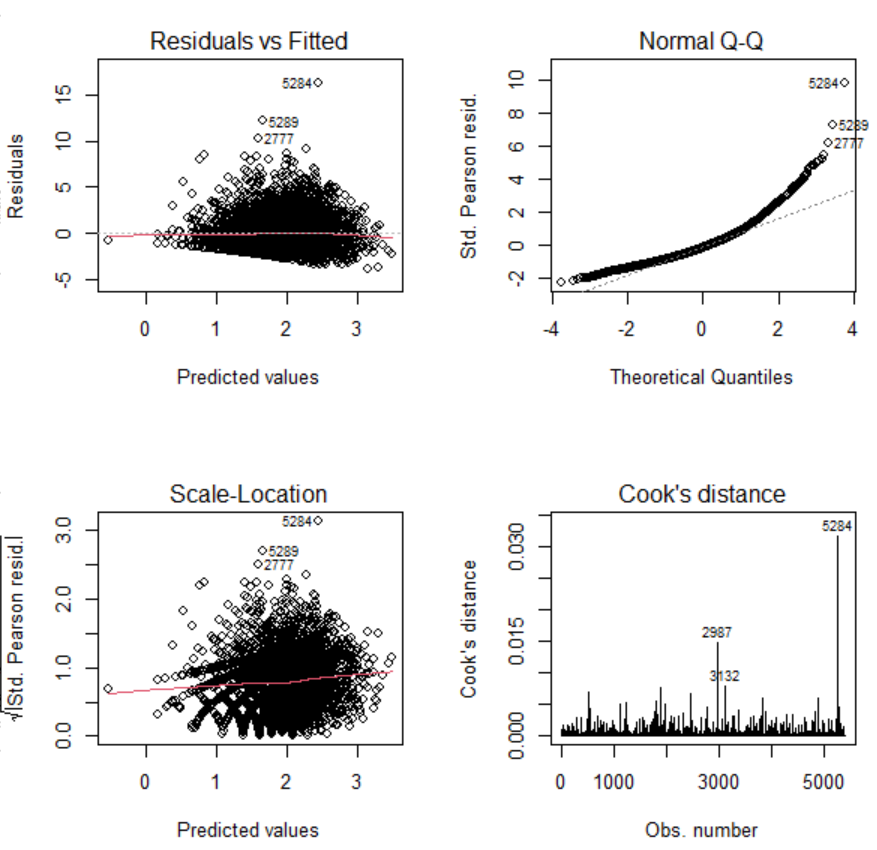 Residuals vs Fitted
Residuals
15
10
5
0
-5
5284
5289
2777
0 1 2 3
Predicted values
Normal Q-Q
Std. Pearson resid.
10
8
6
4
2
0
-2
5284
5289
2777
-4 -2 0 2 4
Theoretical Quantiles
Scale-Location
√|Std. Pearson resid.|
3.0
2.0
1.0
0.0
5284
5289
2777
0 1 2 3
Predicted values
Cook's distance
Cook's distance
0.030
0.015
0.000
5284
2987
3132
0 1000 3000 5000
Obs. number